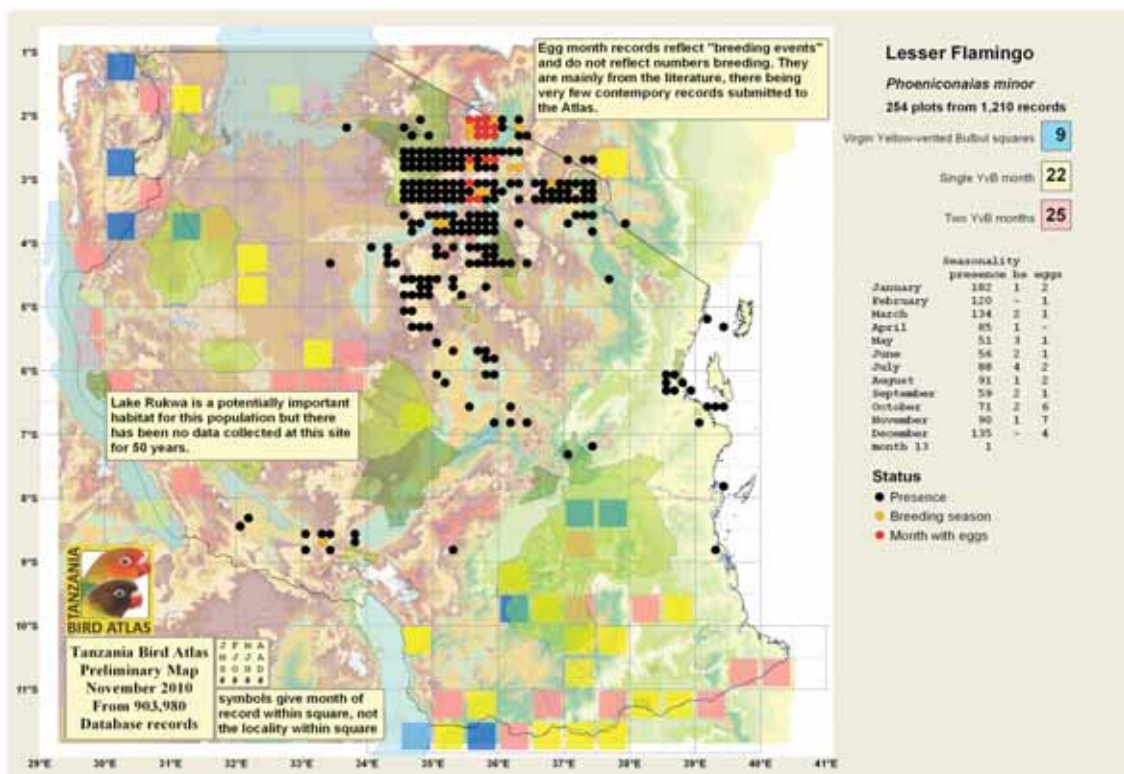 Egg month records reflect "breeding events"
and do not reflect numbers breeding. They
are mainly from the literature, there being
very few contempory records submitted to
the Atlas.
Lesser Flamingo
Phoeniconaias minor
254 plots from 1,210 records
Virgin Yellow-vented Bulbul squares 9
Single YvB month 22
Two YvB months 25
Seasonality
presence bs eggs
January 182 1 2
February 120 - 1
March 134 2 1
April 85 1 -
May 51 3 1
June 56 2 1
July 88 4 2
August 91 1 2
September 59 2 1
October 71 2 6
November 90 1 7
December 135 - 4
month 13 1
Status
Presence
Breeding season
Month with eggs
1°S
2°S
3°S
4°S
5°S
6°S
7°S
8°S
9°S
10°S
11°S
Lake Rukwa is a potentially important
habitat for this population but there
has been no data collected at this site
for 50 years.
TANZANIA
BIRD ATLAS
Tanzania Bird Atlas
Preliminary Map
November 2010
From 903,980
Database records
J F M A
M J J A
S O N D
# # # #
symbols give month of
record within square, not
the locality within square
29°E 30°E 31°E 32°E 33°E 34°E 35°E 36°E 37°E 38°E 39°E 40°E 41°E